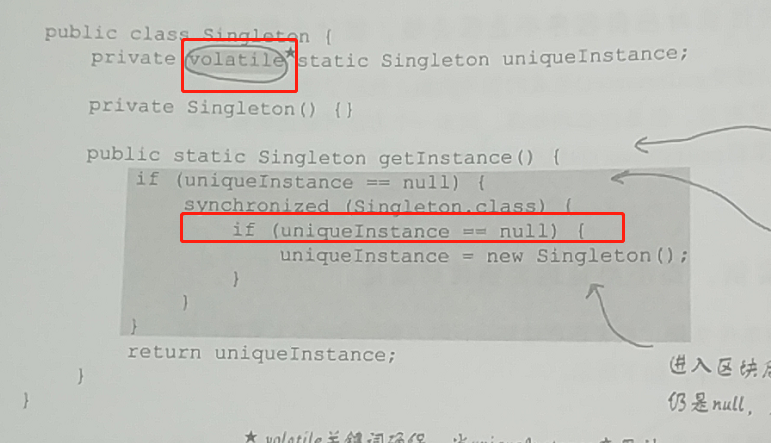 public class Singleton {
private volatile★static Singleton uniqueInstance;
private Singleton() {}
public static Singleton getInstance() {
if (uniqueInstance == null) {
synchronized (Singleton.class) {
if (uniqueInstance == null) {
uniqueInstance = new Singleton();
}
}
}
return uniqueInstance;
}
}
进入区块
仍是null,
★ volatile关键词确保